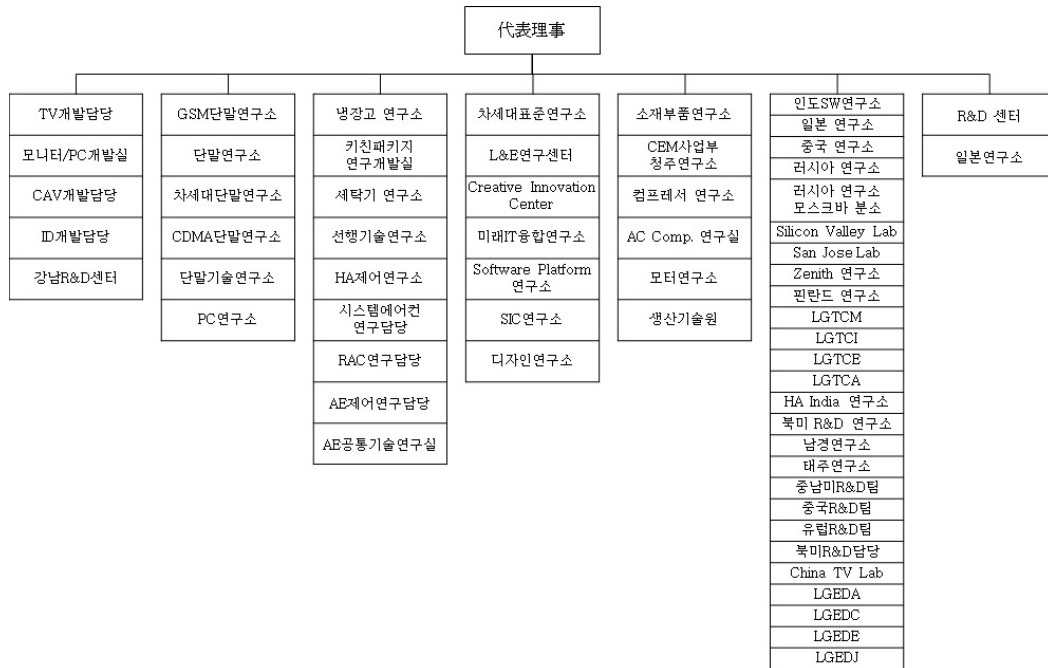 代表理事
TV개발담당
모니터/PC개발실
CAV개발담당
ID개발담당
강남R&D센터
GSM단말연구소
단말연구소
차세대단말연구소
CDMA단말연구소
단말기술연구소
PC연구소
냉장고 연구소
키친패키지
연구개발실
세탁기 연구소
선행기술연구소
HA제어연구소
시스템에어컨
연구담당
RAC연구담당
AE제어연구담당
AE공통기술연구실
차세대표준연구소
L&E연구센터
Creative Innovation
Center
미래IT융합연구소
Software Platform
연구소
SIC연구소
디자인연구소
소재부품연구소
CEM사업부
청주연구소
컴프레서 연구소
AC Comp. 연구실
모터연구소
생산기술원
인도SW연구소
일본 연구소
중국 연구소
러시아 연구소
러시아 연구소
모스크바 분소
Silicon Valley Lab
San Jose Lab
Zenith 연구소
핀란드 연구소
LGTCM
LGTCI
LGTCE
LGTCA
HA India 연구소
북미 R&D 연구소
남경연구소
태주연구소
중남미R&D팀
중국R&D팀
유럽R&D팀
북미R&D담당
China TV Lab
LGEDA
LGEDC
LGEDE
LGEDJ
R&D 센터
일본연구소